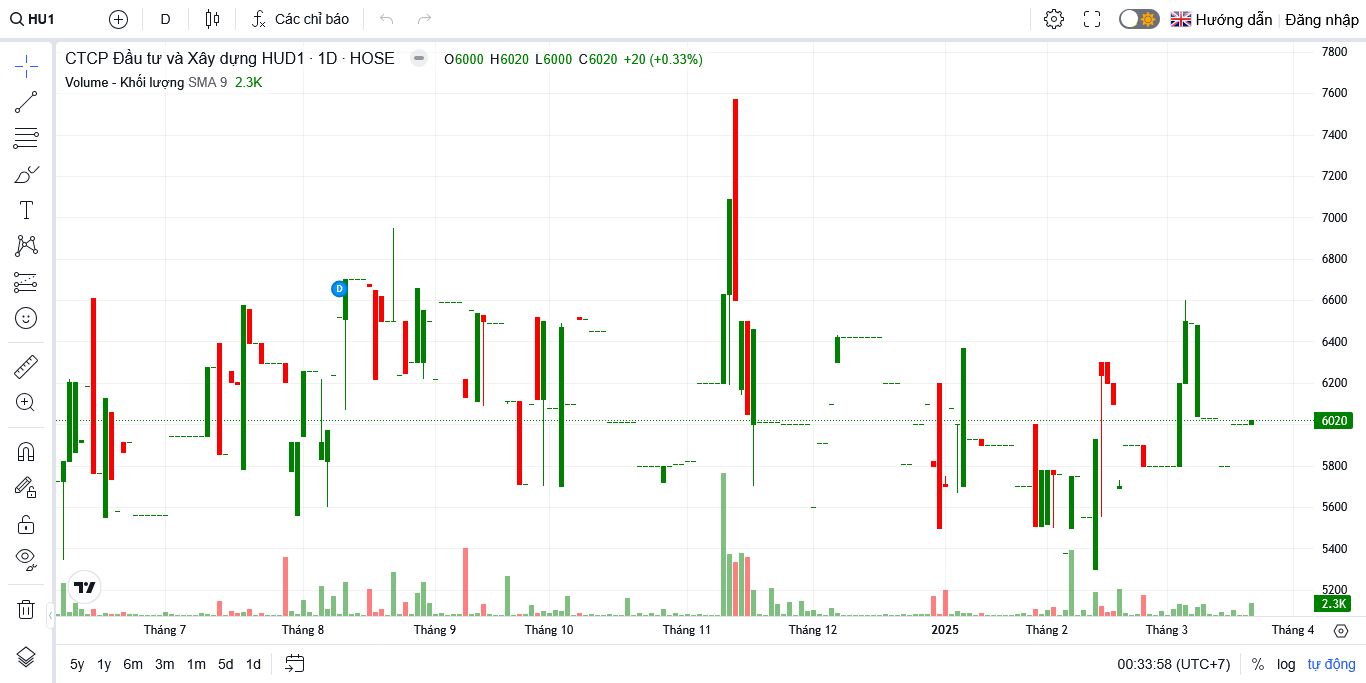 HU1 D Các chỉ báo Hướng dẫn Đăng nhập
CTCP Đầu tư và Xây dựng HUD1 · 1D · HOSE O6000 H6020 L6000 C6020 +20 (+0.33%)
Volume - Khối lượng SMA 9 2.3K
7800
7600
7400
7200
7000
6800
6600
6400
6200
6020
5800
5600
5400
5200
2.3K
D
Tháng 7 Tháng 8 Tháng 9 Tháng 10 Tháng 11 Tháng 12 2025 Tháng 2 Tháng 3 Tháng 4
5y 1y 6m 3m 1m 5d 1d 00:33:58 (UTC+7) % log tự động